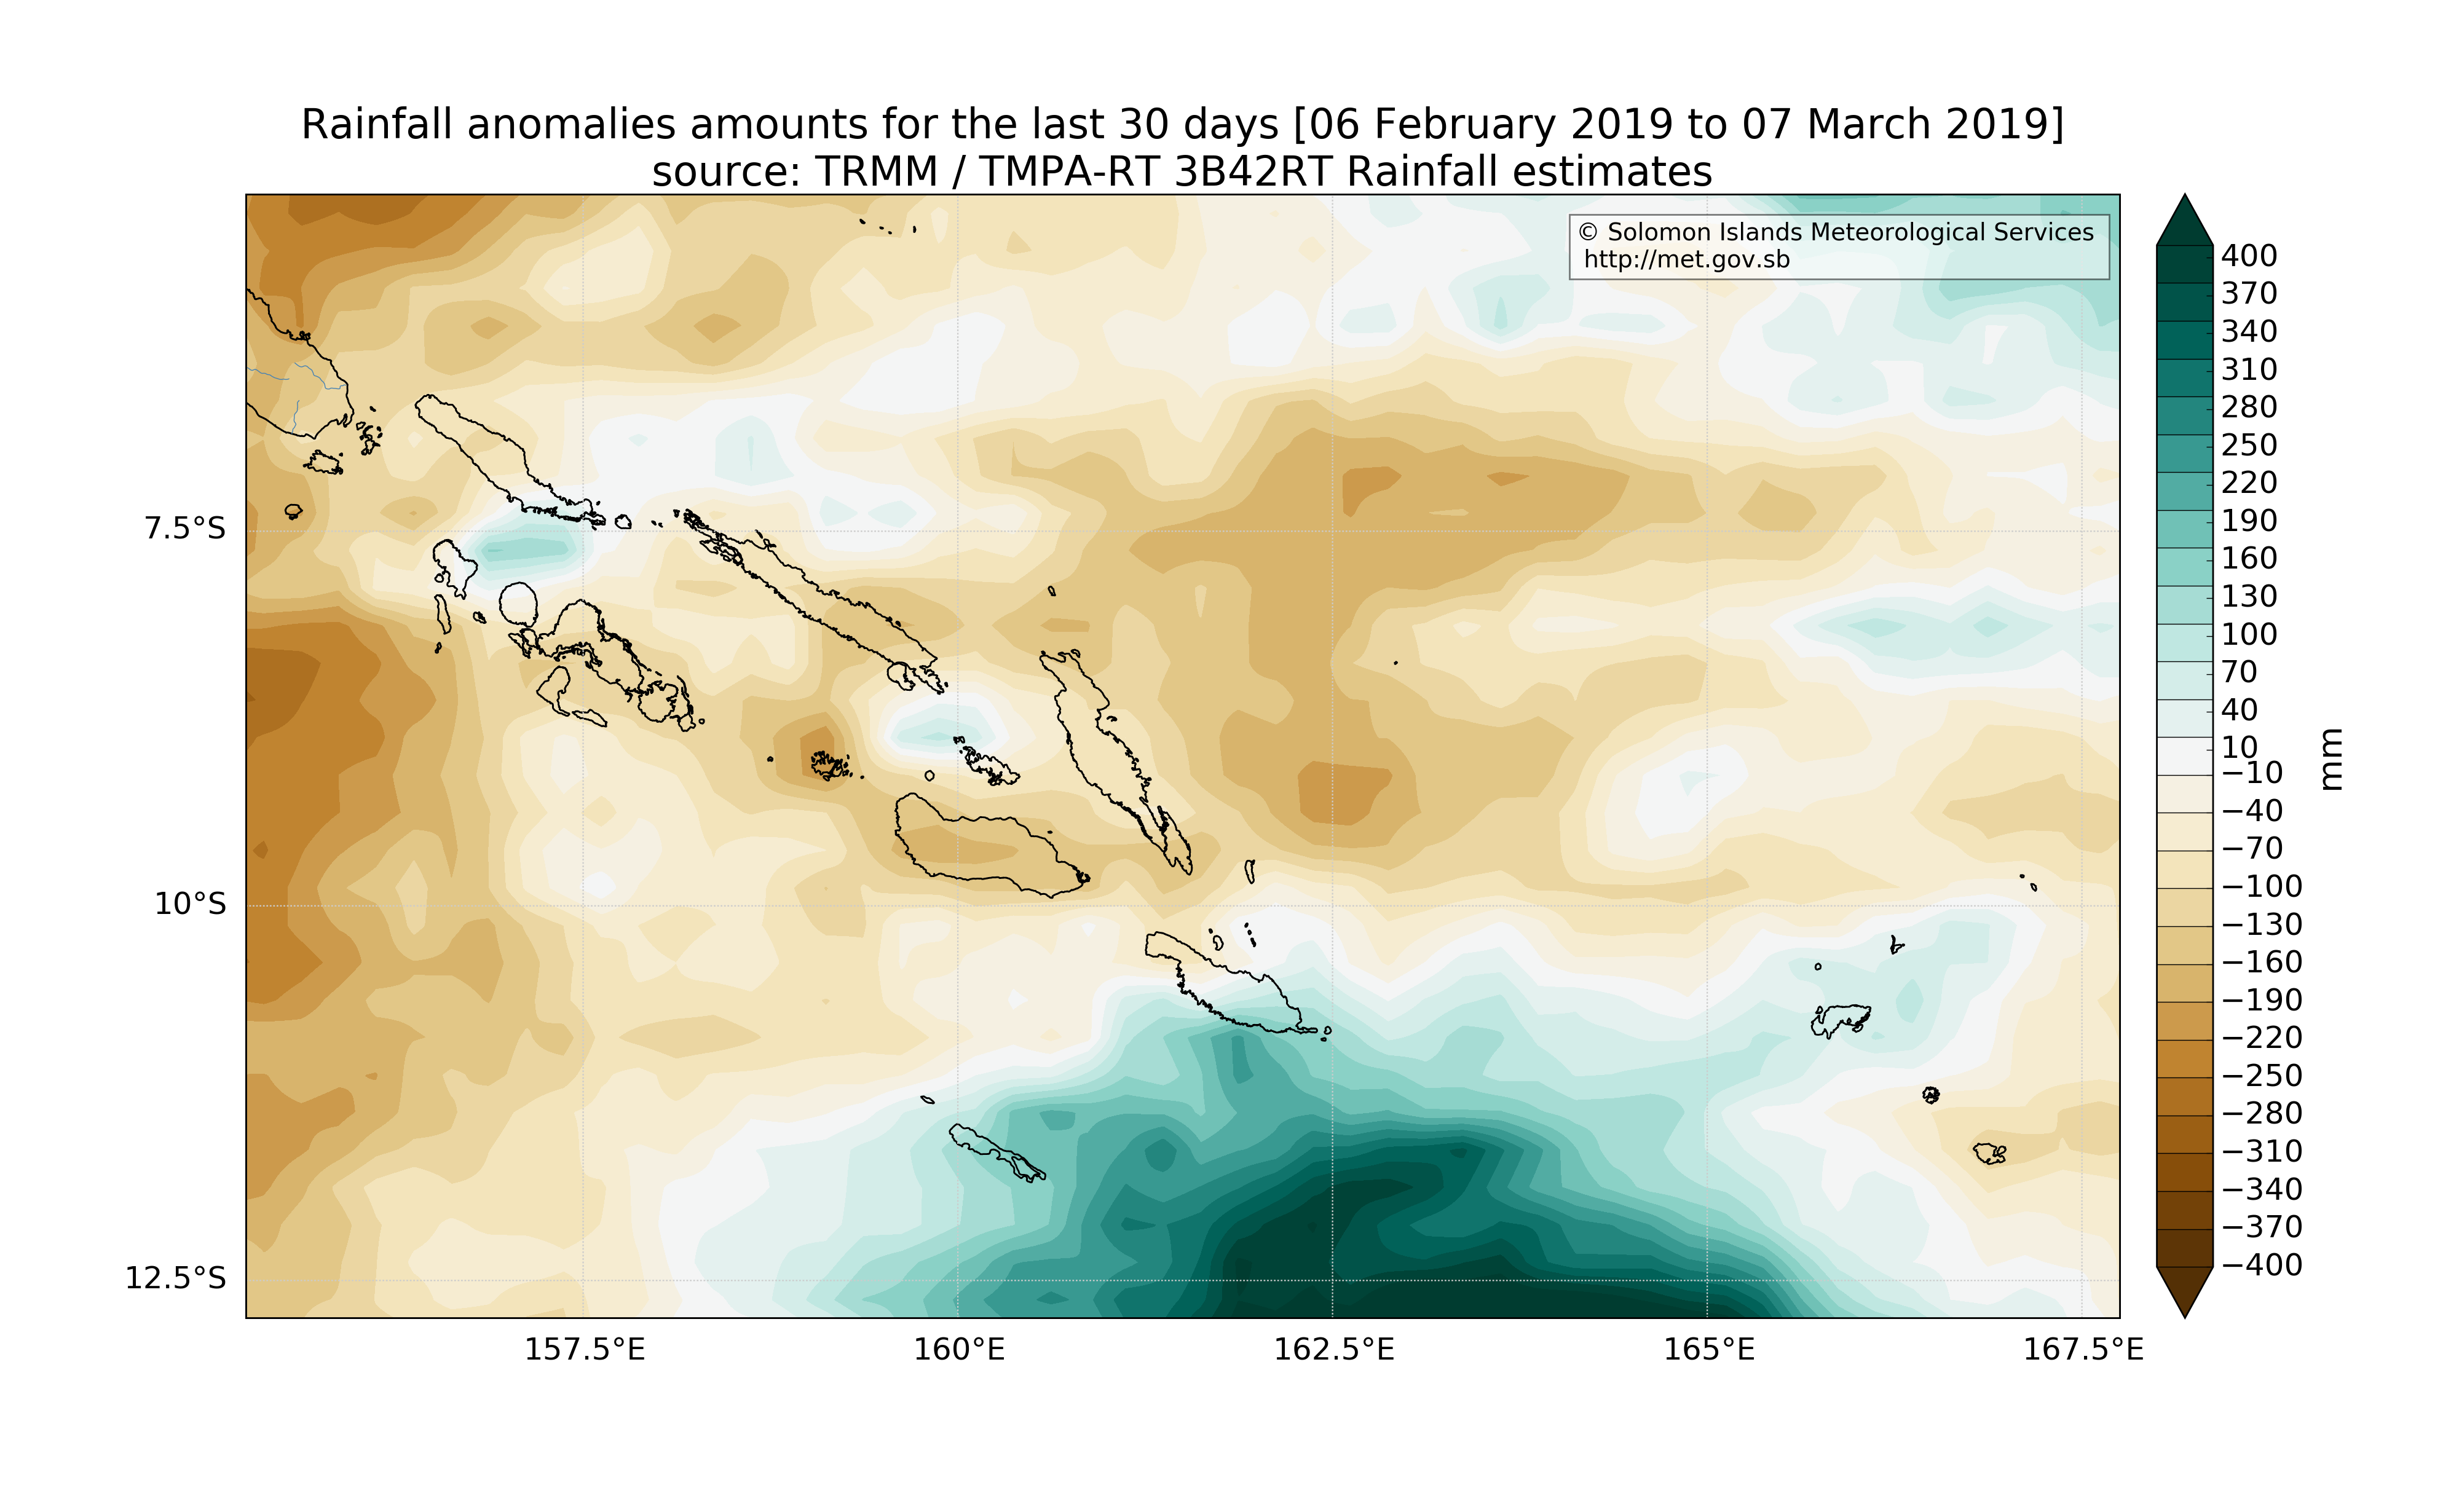 Rainfall anomalies amounts for the last 30 days [06 February 2019 to 07 March 2019]
source: TRMM / TMPA-RT 3B42RT Rainfall estimates
© Solomon Islands Meteorological Services
http://met.gov.sb
7.5°S
10°S
12.5°S
157.5°E
160°E
162.5°E
165°E
167.5°E
400
370
340
310
280
250
220
190
160
130
100
70
40
10
−10
−40
−70
−100
−130
−160
−190
−220
−250
−280
−310
−340
−370
−400
mm